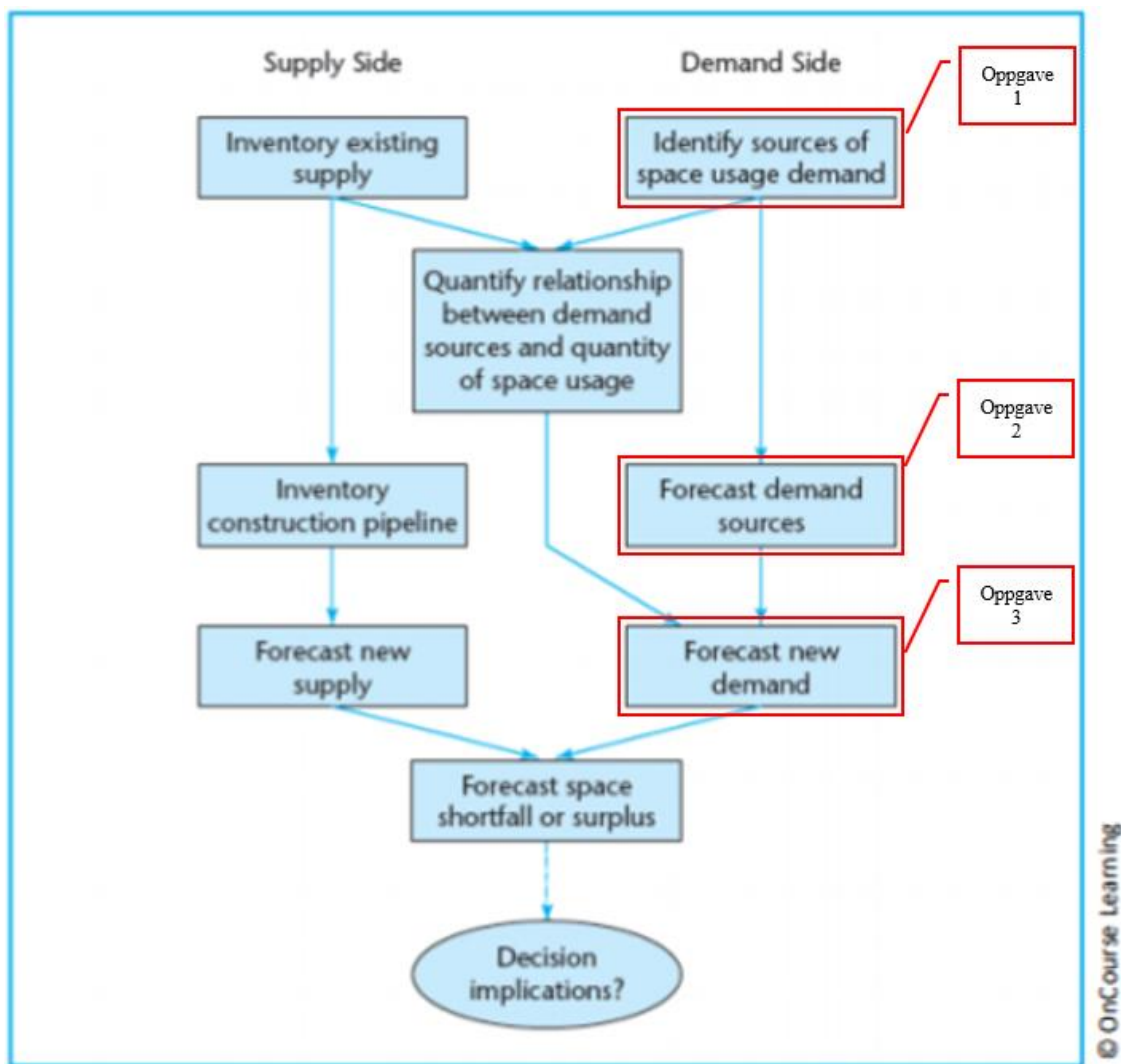 Supply Side
Demand Side
Oppgave
1
Inventory existing
supply
Identify sources of
space usage demand
Quantify relationship
between demand
sources and quantity
of space usage
Oppgave
2
Inventory
construction pipeline
Forecast demand
sources
Oppgave
3
Forecast new
supply
Forecast new
demand
Forecast space
shortfall or surplus
Decision
implications?
© OnCourse Learning